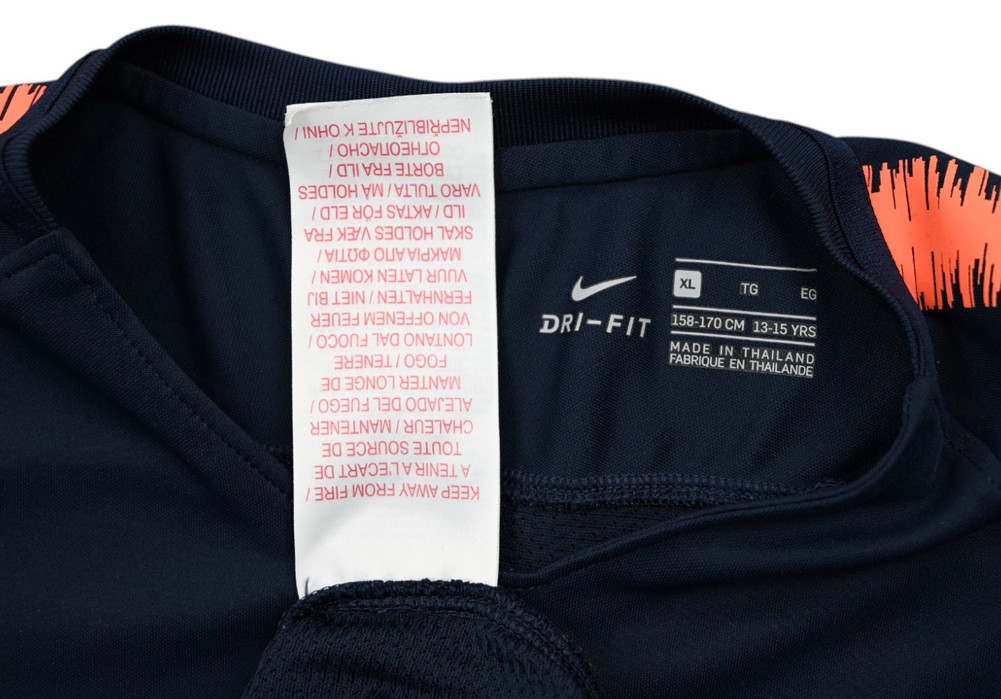 KEEP AWAY FROM FIRE /
A TENIR A L'ECART DE
TOUTE SOURCE DE
CHALEUR / MANTENER
ALEJADO DEL FUEGO /
MANTER LONGE DE
FOGO / TENERE
LONTANO DAL FUOCO /
VON OFFENEM FEUER
FERNHALTEN / NIET BIJ
VUUR LATEN KOMEN /
ΜΑΚΡΙΑ ΑΠΟ ΦΩΤΙΑ /
SKAL HOLDES VÆK FRA
ILD / AKTAS FÖR ELD /
VARO TULTA / MÅ HOLDES
BORTE FRA ILD /
ОГНЕОПАСНО /
NEPŘIBLIŽUJTE K OHNI /
DRI-FIT
XL TG EG
158-170 CM 13-15 YRS
MADE IN THAILAND
FABRIQUE EN THAILANDE